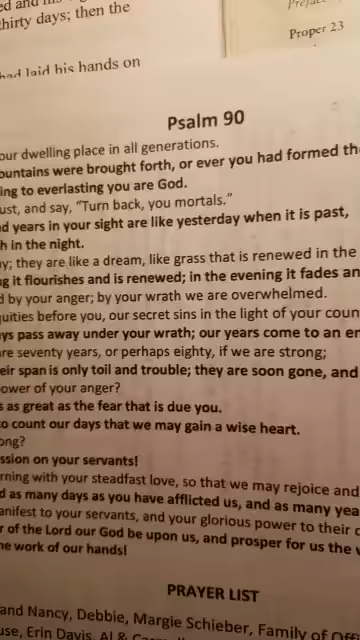 thirty days; then the
Proper 23
had laid his hands on
Psalm 90
our dwelling place in all generations.
ountains were brought forth, or ever you had formed th
ing to everlasting you are God.
ust, and say, "Turn back, you mortals."
d years in your sight are like yesterday when it is past,
h in the night.
y; they are like a dream, like grass that is renewed in the
g it flourishes and is renewed; in the evening it fades an
d by your anger; by your wrath we are overwhelmed.
quities before you, our secret sins in the light of your coun
ys pass away under your wrath; our years come to an en
re seventy years, or perhaps eighty, if we are strong;
eir span is only toil and trouble; they are soon gone, and
ower of your anger?
s as great as the fear that is due you.
o count our days that we may gain a wise heart.
ong?
ssion on your servants!
rning with your steadfast love, so that we may rejoice and
d as many days as you have afflicted us, and as many yea
anifest to your servants, and your glorious power to their c
r of the Lord our God be upon us, and prosper for us the w
he work of our hands!
PRAYER LIST
and Nancy, Debbie, Margie Schieber, Family of
use, Erin Davis, Al &